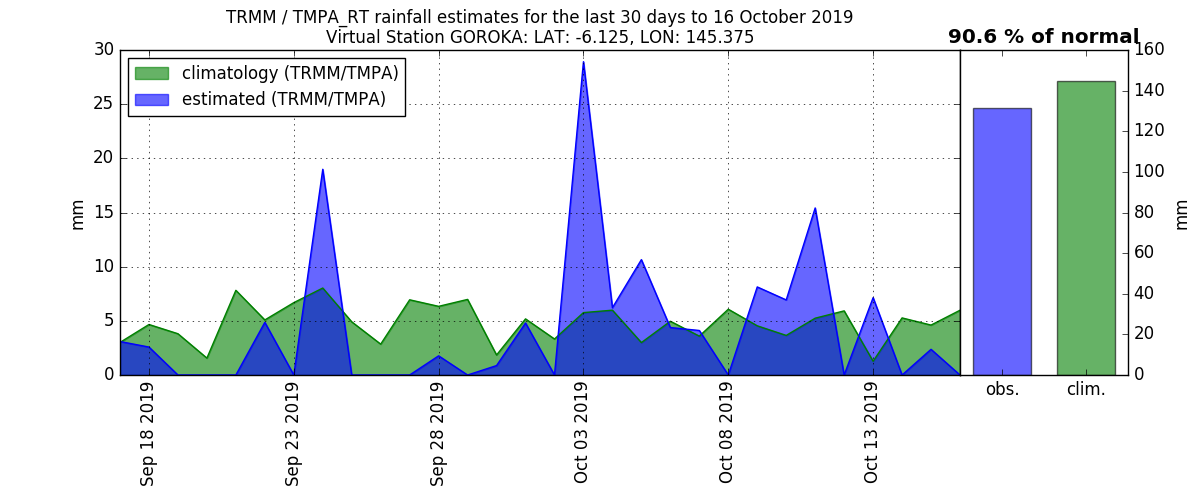 TRMM / TMPA_RT rainfall estimates for the last 30 days to 16 October 2019
Virtual Station GOROKA: LAT: -6.125, LON: 145.375
90.6 % of normal
climatology (TRMM/TMPA)
estimated (TRMM/TMPA)
30
25
20
15
10
5
0
mm
Sep 18 2019
Sep 23 2019
Sep 28 2019
Oct 03 2019
Oct 08 2019
Oct 13 2019
obs.
clim.
160
140
120
100
80
60
40
20
0
mm